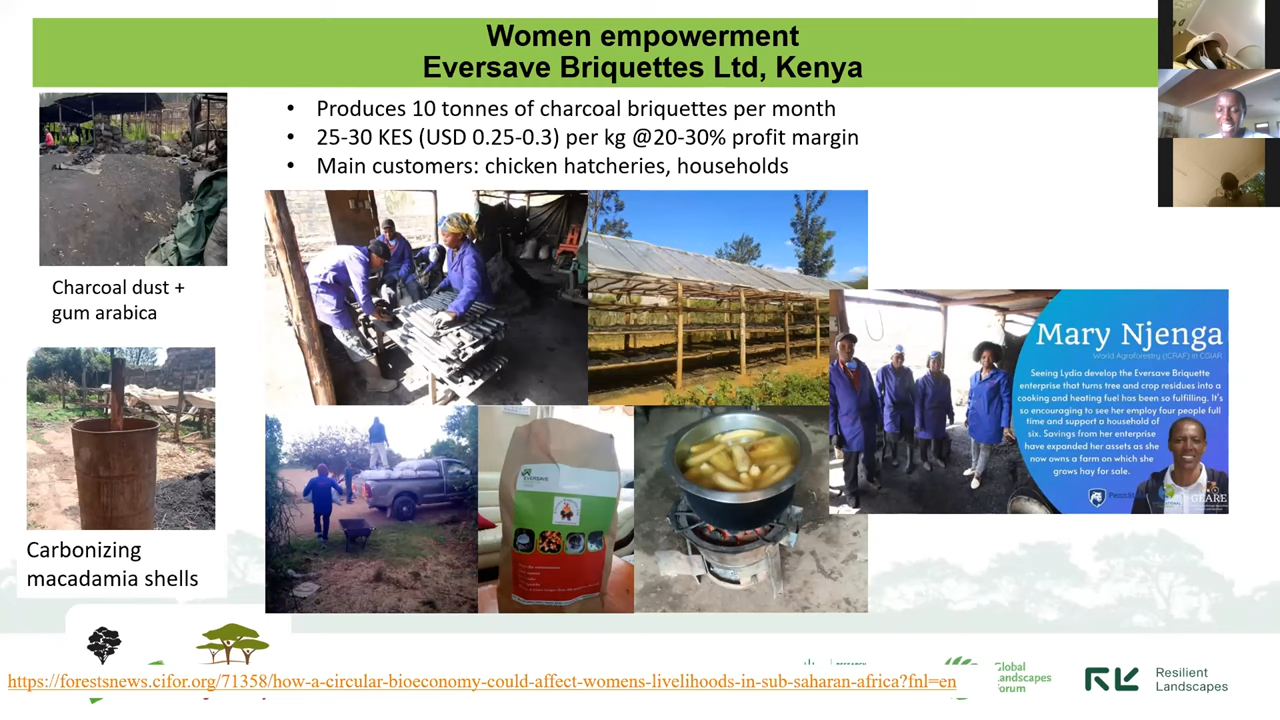 Women empowerment
Eversave Briquettes Ltd, Kenya
• Produces 10 tonnes of charcoal briquettes per month
• 25-30 KES (USD 0.25-0.3) per kg @20-30% profit margin
• Main customers: chicken hatcheries, households
Charcoal dust +
gum arabica
Carbonizing
macadamia shells
EVERSAVE
Mary Njenga
World Agroforestry (ICRAF) in CGIAR
Seeing Lydia develop the Eversave Briquette
enterprise that turns tree and crop residues into a
cooking and heating fuel has been so fulfilling. It's
so encouraging to see her employ four people full
time and support a household of
six. Savings from her enterprise
have expanded her assets as she
now owns a farm on which she
grows hay for sale.
GEARE
https://forestsnews.cifor.org/71358/how-a-circular-bioeconomy-could-affect-womens-livelihoods-in-sub-saharan-africa?fnl=en
Global
Landscapes
Forum
Resilient
Landscapes